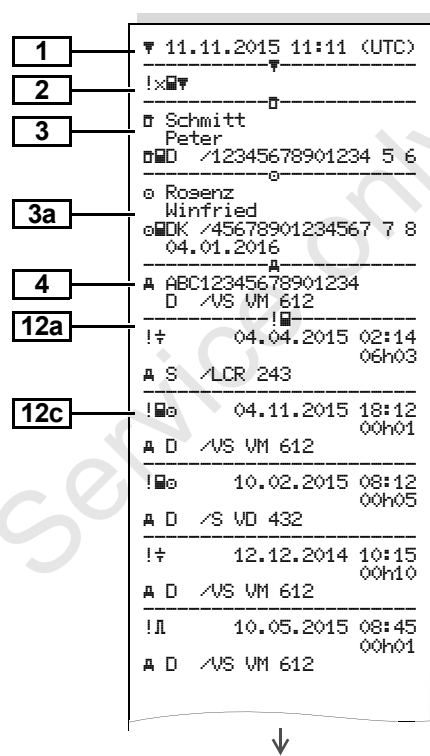 1
▼ 11.11.2015 11:11 (UTC)
2
!×▼
3
Schmitt
Peter
D /12345678901234 5 6
3a
Rogenz
Winfried
DK /45678901234567 7 8
04.01.2016
4
ABC12345678901234
D /VS VM 612
12a
! 04.04.2015 02:14
06h03
S /LCR 243
12c
! 04.11.2015 18:12
00h01
D /VS VM 612
! 10.02.2015 08:12
00h05
D /S VD 432
! 12.12.2014 10:15
00h10
D /VS VM 612
! 10.05.2015 08:45
00h01
D /VS VM 612
Service only